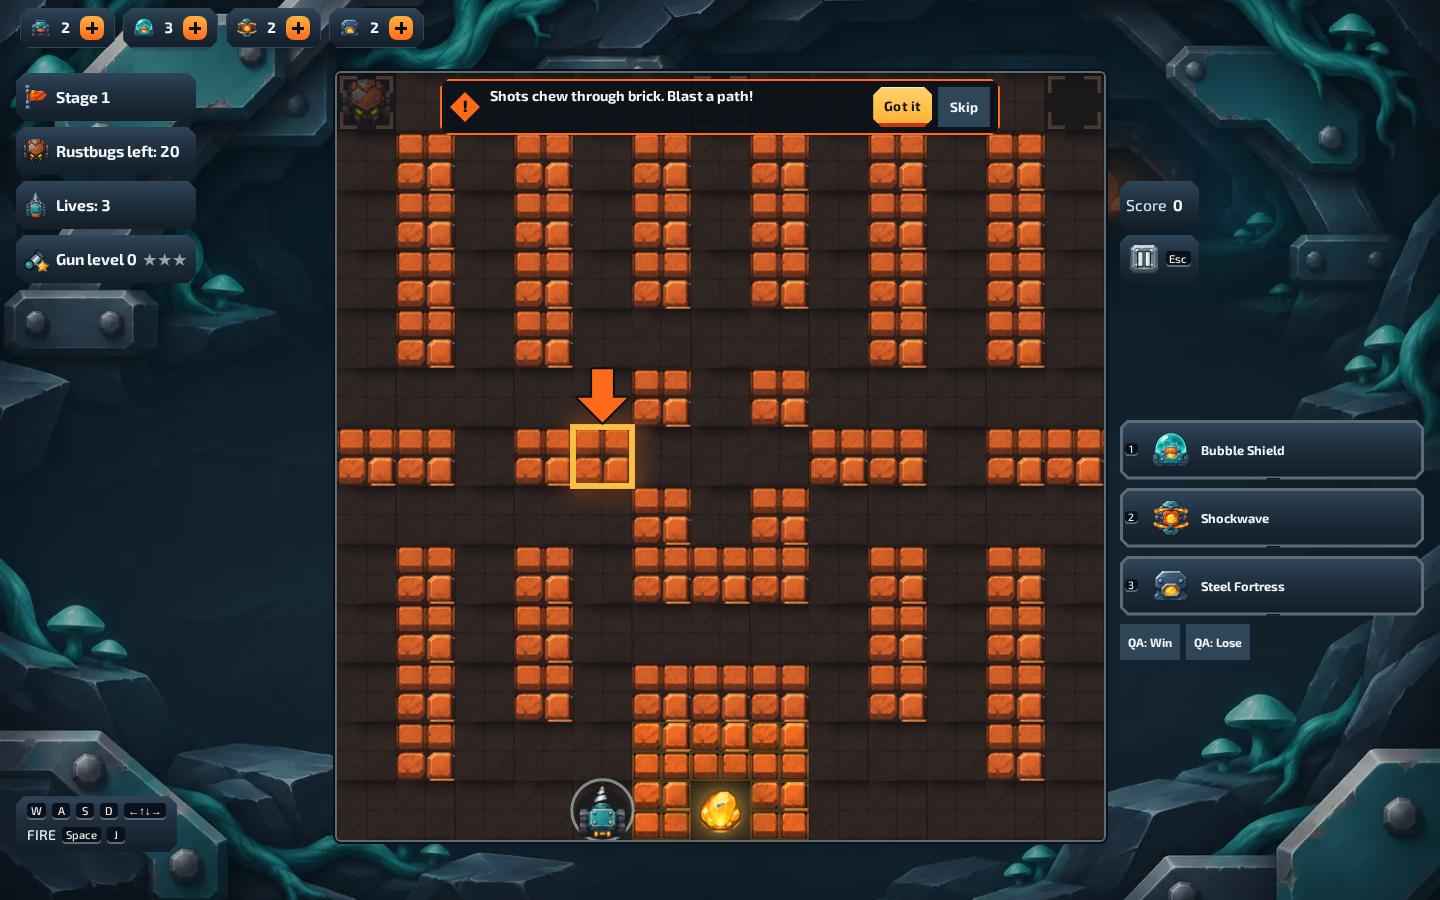 2 + 3 + 2 + 2 +
Stage 1
Rustbugs left: 20
Lives: 3
Gun level 0 ★★★
! Shots chew through brick. Blast a path!
Got it
Skip
Score 0
Esc
1 Bubble Shield
2 Shockwave
3 Steel Fortress
QA: Win QA: Lose
W A S D ←↑↓→
FIRE Space J